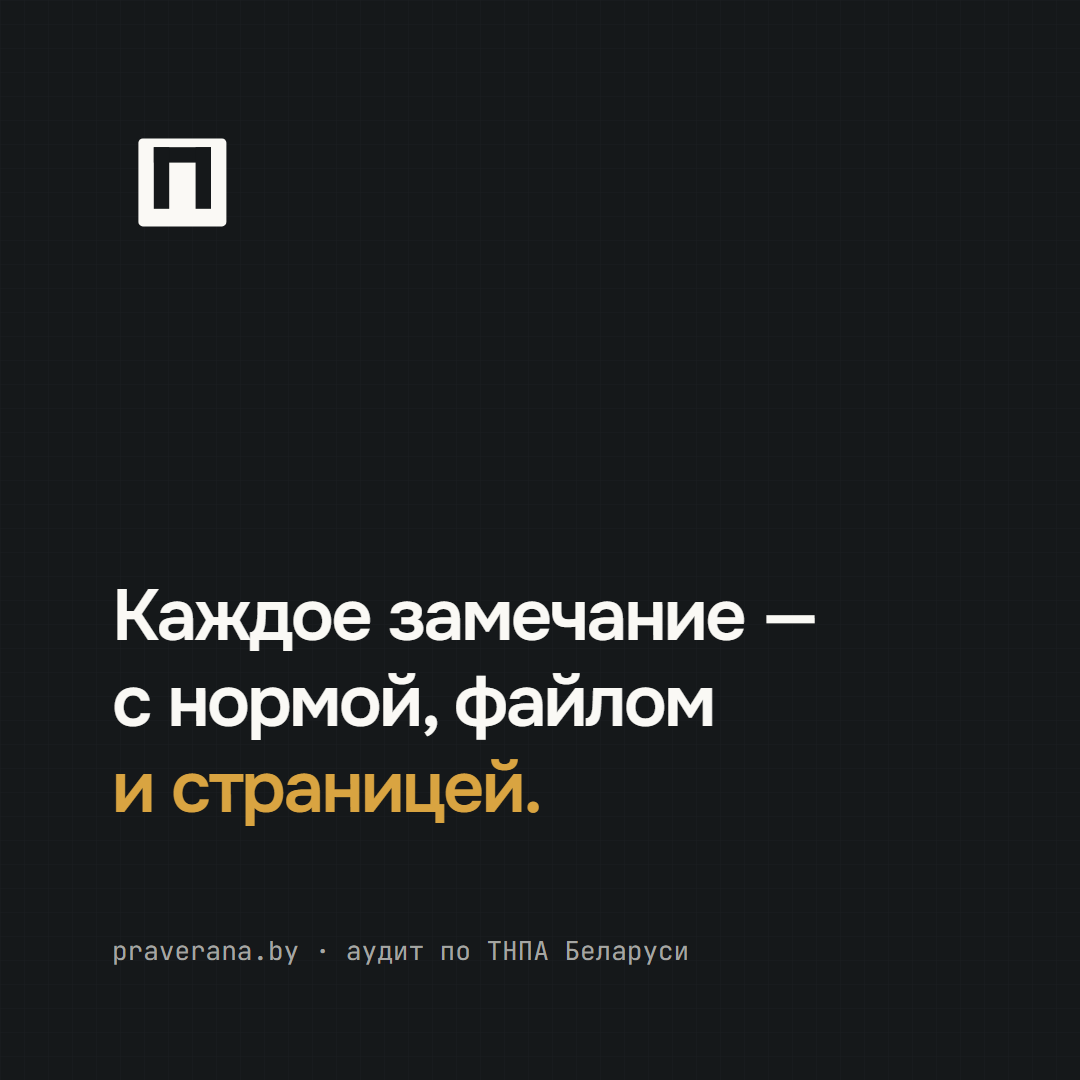 П
Каждое замечание —
с нормой, файлом
и страницей.
praverana.by · аудит по ТНПА Беларуси